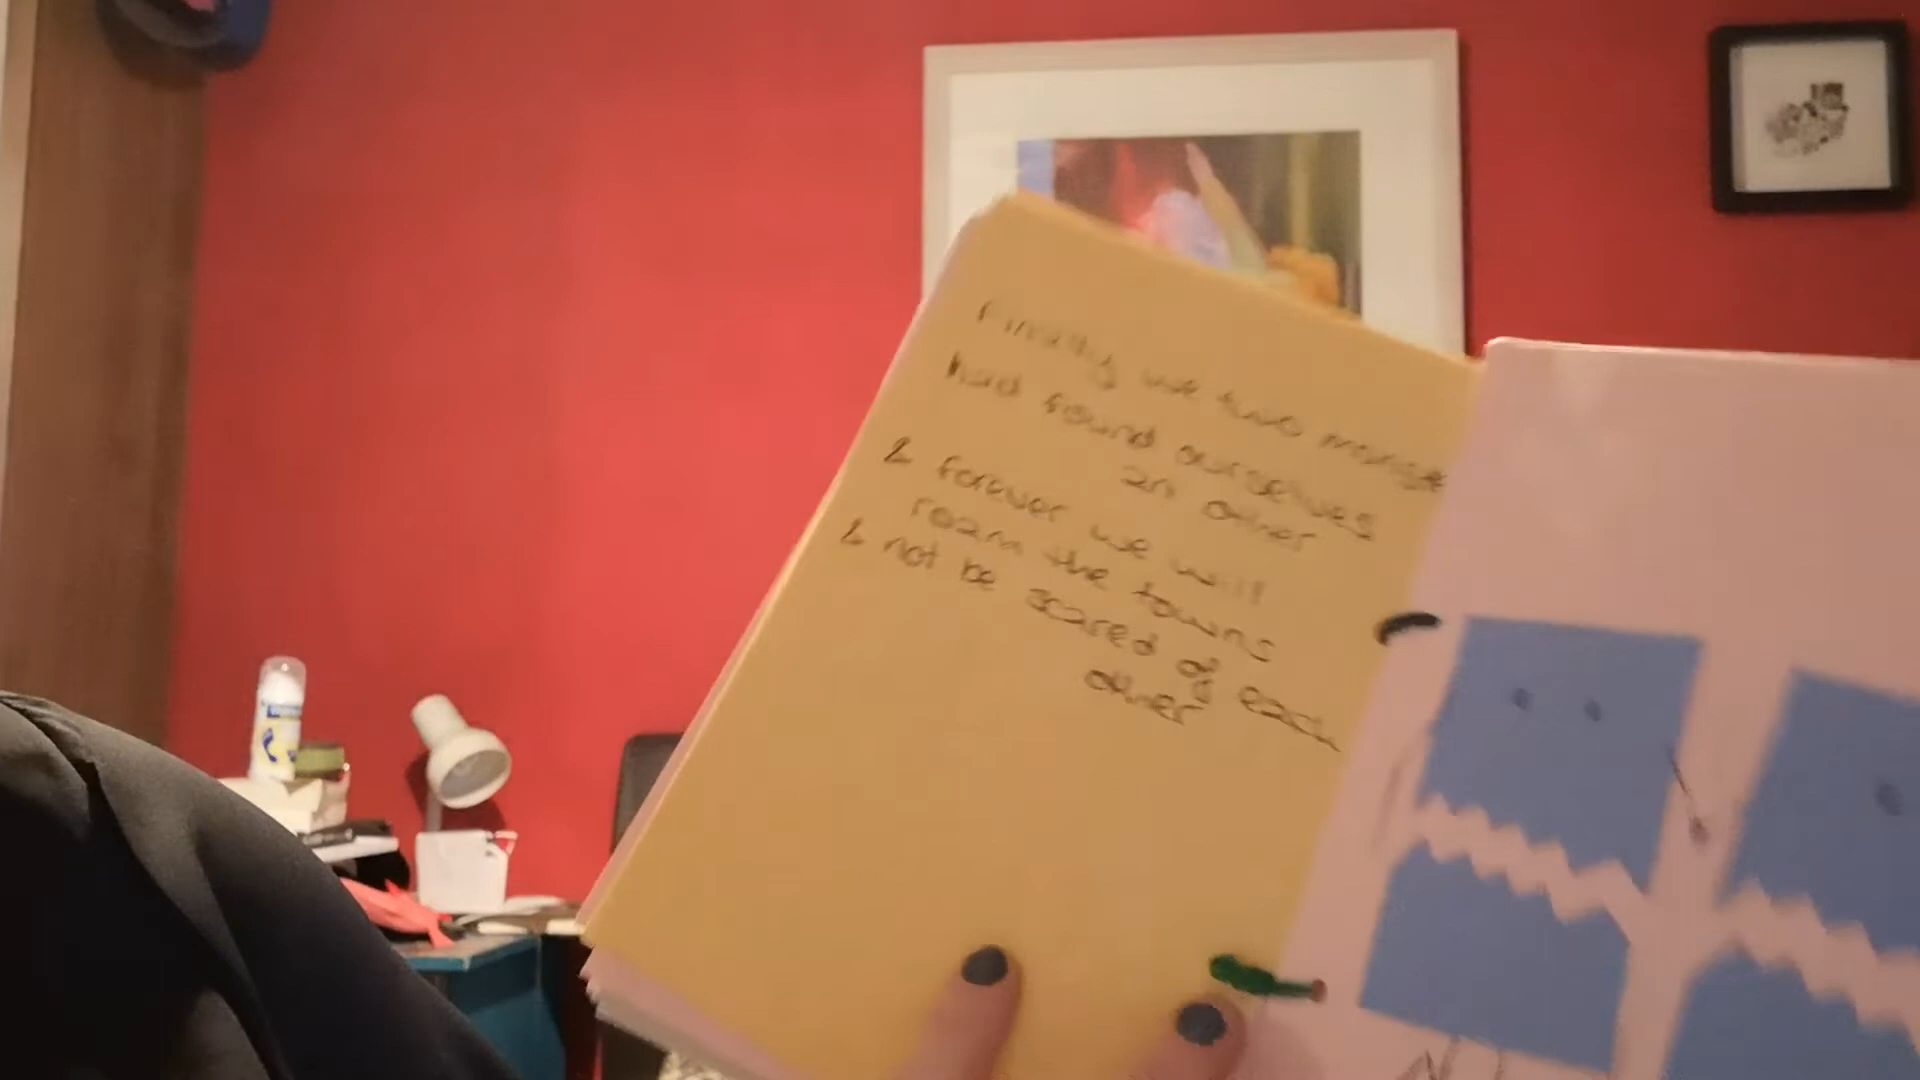 Finally we two monste
had found ourselves
an other
& forever we will
roam the towns
& not be scared of each
other